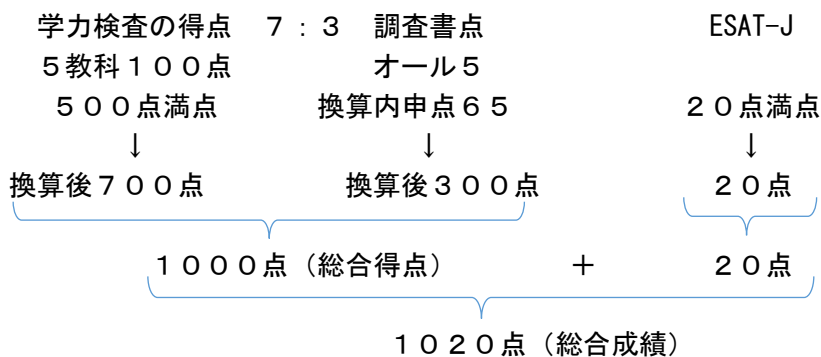 学力検査の得点 ７：３ 調査書点 ESAT-J
５教科１００点 オール５
５００点満点 換算内申点６５ ２０点満点
↓ ↓ ↓
換算後７００点 換算後３００点 ２０点
１０００点（総合得点） ＋ ２０点
１０２０点（総合成績）